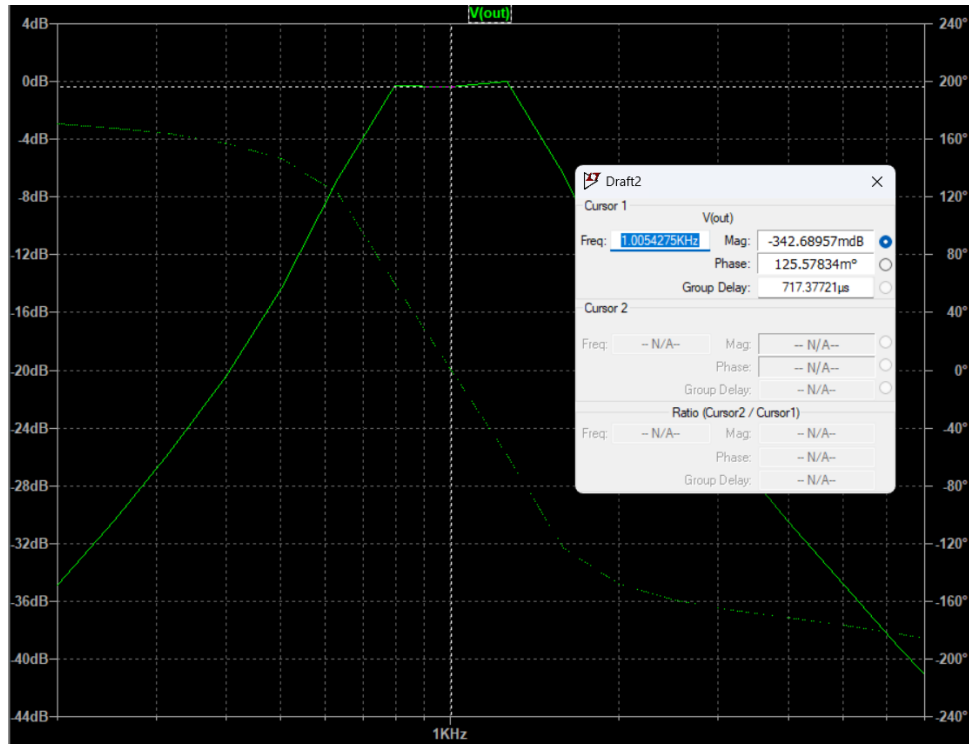 V(out)
4dB
0dB
-4dB
-8dB
-12dB
-16dB
-20dB
-24dB
-28dB
-32dB
-36dB
-40dB
-44dB
240°
200°
160°
120°
80°
40°
0°
-40°
-80°
-120°
-160°
-200°
-240°
1KHz
Draft2
Cursor 1
V(out)
Freq: 1.0054275KHz Mag: -342.68957mdB
Phase: 125.57834m°
Group Delay: 717.37721µs
Cursor 2
Freq: -- N/A-- Mag: -- N/A--
Phase: -- N/A--
Group Delay: -- N/A--
Ratio (Cursor2 / Cursor1)
Freq: -- N/A-- Mag: -- N/A--
Phase: -- N/A--
Group Delay: -- N/A--